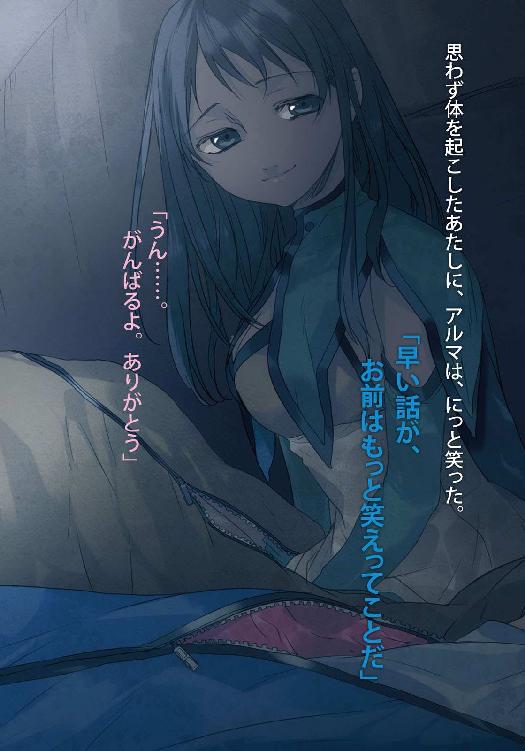 思わず体を起こしたあたしに、アルマは、にっと笑った。
「早い話が、
お前はもっと笑えってことだ」
「うん……。
がんばるよ。ありがとう」